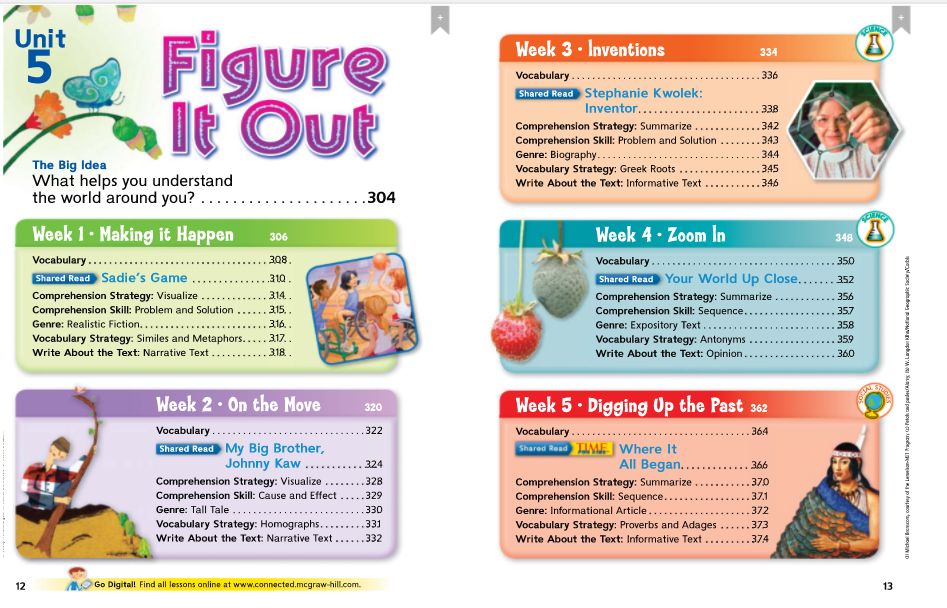 Unit
5
Figure
It Out
The Big Idea
What helps you understand
the world around you? ..................... 304
Week 1 • Making it Happen 306
Vocabulary .................................. 308
Shared Read Sadie's Game ............... 310
Comprehension Strategy: Visualize ............ 314
Comprehension Skill: Problem and Solution ...... 315
Genre: Realistic Fiction ........................ 316
Vocabulary Strategy: Similes and Metaphors..... 317
Write About the Text: Narrative Text .......... 318
Week 2 • On the Move 320
Vocabulary ............................. 322
Shared Read My Big Brother,
Johnny Kaw ........... 324
Comprehension Strategy: Visualize ........ 328
Comprehension Skill: Cause and Effect ..... 329
Genre: Tall Tale ........................ 330
Vocabulary Strategy: Homographs......... 331
Write About the Text: Narrative Text ...... 332
12
Go Digital! Find all lessons online at www.connected.mcgraw-hill.com.
Week 3 • Inventions 334
SCIENCE
Vocabulary .................................... 336
Shared Read Stephanie Kwolek:
Inventor....................... 338
Comprehension Strategy: Summarize ............ 342
Comprehension Skill: Problem and Solution ....... 343
Genre: Biography.............................. 344
Vocabulary Strategy: Greek Roots ............... 345
Write About the Text: Informative Text .......... 346
Week 4 • Zoom In 348
SCIENCE
Vocabulary ................................. 350
Shared Read Your World Up Close....... 352
Comprehension Strategy: Summarize ............ 356
Comprehension Skill: Sequence................. 357
Genre: Expository Text ........................ 358
Vocabulary Strategy: Antonyms ................ 359
Write About the Text: Opinion ................. 360
Week 5 • Digging Up the Past 362
SOCIAL STUDIES
Vocabulary ................................. 364
Shared Read TIME Where It
All Began............. 366
Comprehension Strategy: Summarize .......... 370
Comprehension Skill: Sequence................ 371
Genre: Informational Article .................. 372
Vocabulary Strategy: Proverbs and Adages ...... 373
Write About the Text: Informative Text ........ 374
13